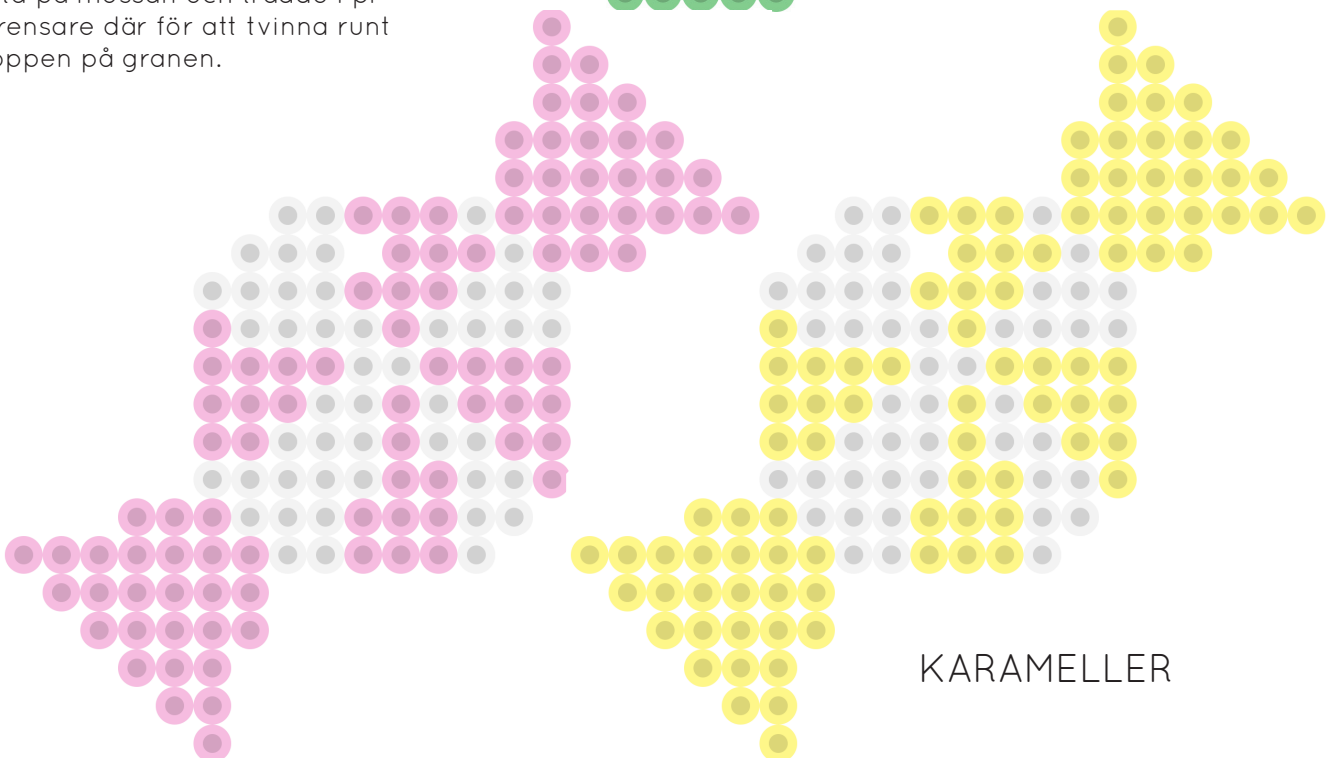 på mossan och trädde i pi-
rensare där för att tvinna runt
oppen på granen.
KARAMELLER